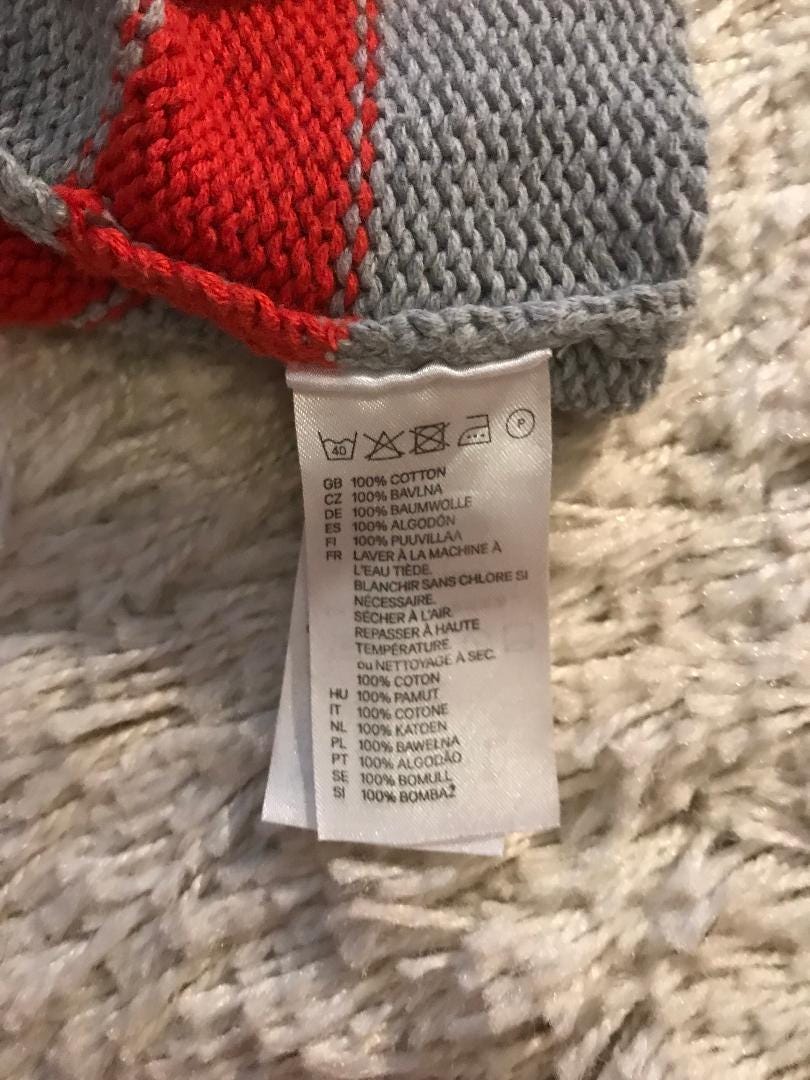 40 P
GB 100% COTTON
CZ 100% BAVLNA
DE 100% BAUMWOLLE
ES 100% ALGODÓN
FI 100% PUUVILLAA
FR LAVER À LA MACHINE À
L'EAU TIÈDE.
BLANCHIR SANS CHLORE SI
NÉCESSAIRE.
SÉCHER À L'AIR.
REPASSER À HAUTE
TEMPÉRATURE.
ou NETTOYAGE À SEC.
100% COTON
HU 100% PAMUT
IT 100% COTONE
NL 100% KATOEN
PL 100% BAWEŁNA
PT 100% ALGODÃO
SE 100% BOMULL
SI 100% BOMBAŽ